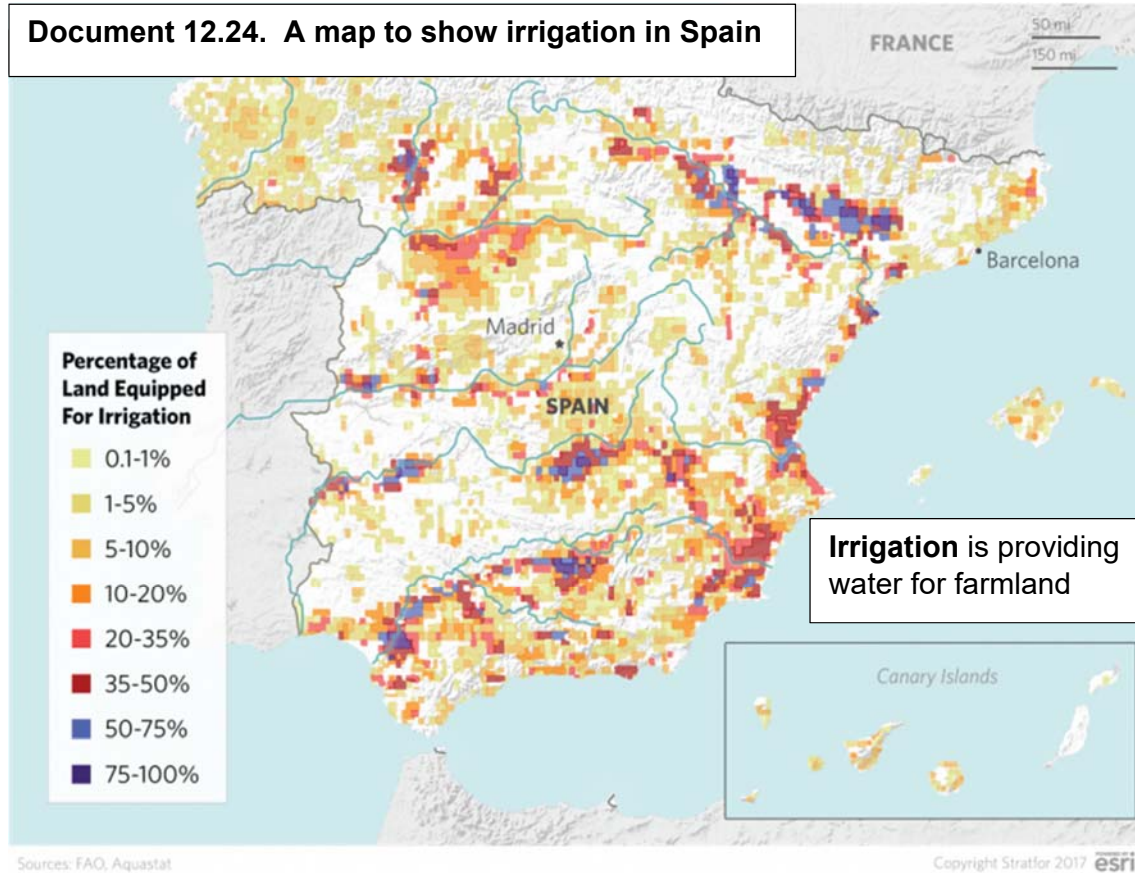 Document 12.24. A map to show irrigation in Spain
FRANCE
50 mi
150 mi
Barcelona
Madrid
SPAIN
Percentage of
Land Equipped
For Irrigation
0.1-1%
1-5%
5-10%
10-20%
20-35%
35-50%
50-75%
75-100%
Irrigation is providing
water for farmland
Canary Islands
Sources: FAO, Aquastat
Copyright Stratfor 2017
POWERED BY
esri